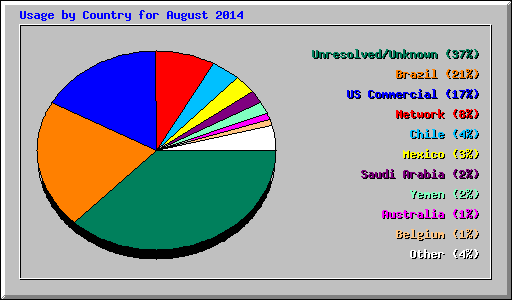 Usage by Country for August 2014
Unresolved/Unknown (37%)
Brazil (21%)
US Commercial (17%)
Network (8%)
Chile (4%)
Mexico (3%)
Saudi Arabia (2%)
Yemen (2%)
Australia (1%)
Belgium (1%)
Other (4%)